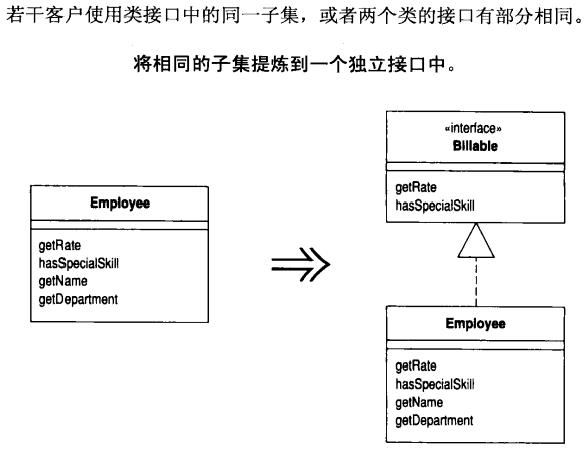 若干客户使用类接口中的同一子集，或者两个类的接口有部分相同。
将相同的子集提炼到一个独立接口中。
Employee
getRate
hasSpecialSkill
getName
getDepartment
«interface»
Billable
getRate
hasSpecialSkill
Employee
getRate
hasSpecialSkill
getName
getDepartment